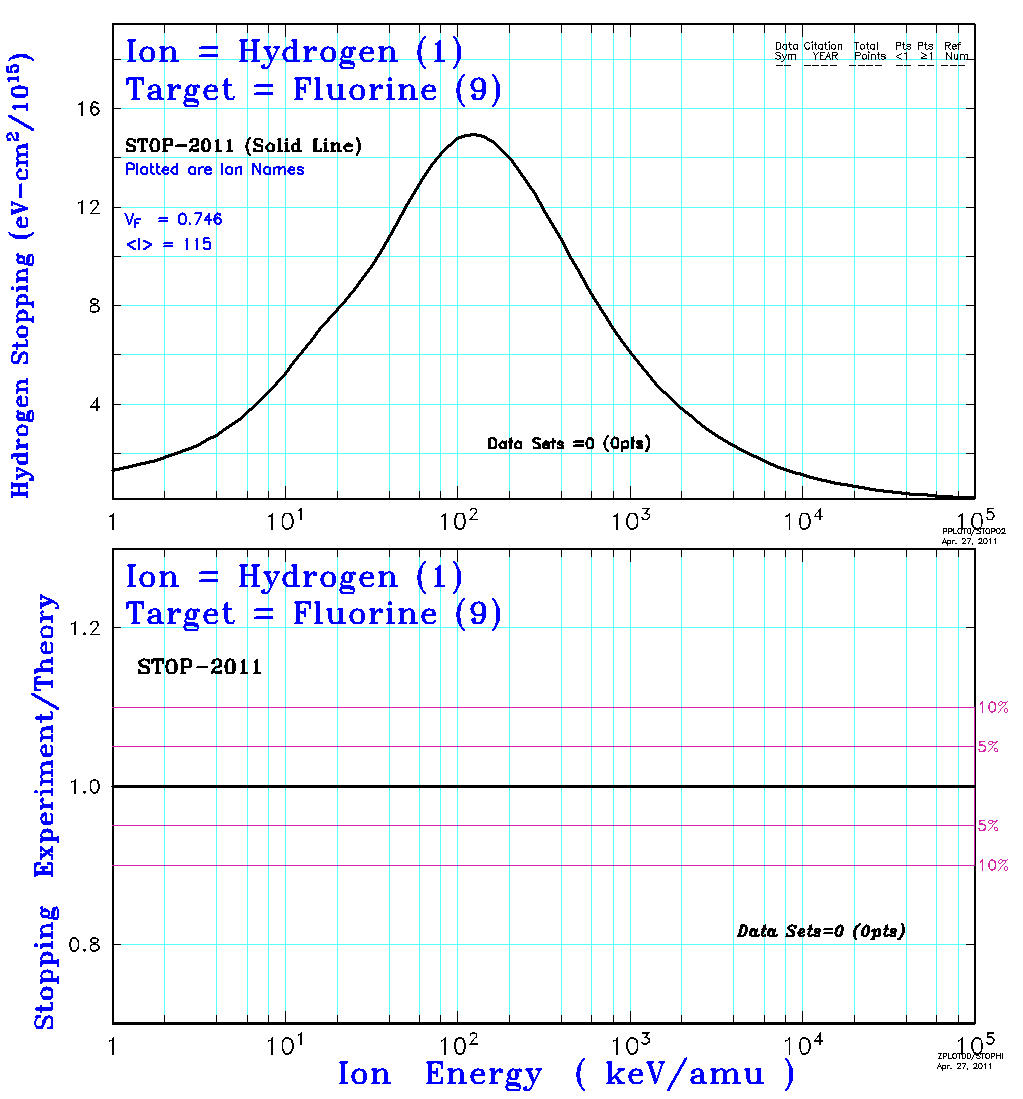 Ion = Hydrogen (1)
Target = Fluorine (9)
Data Citation Total Pts Pts Ref
Sym YEAR Points <1 ≥1 Num
STOP-2011 (Solid Line)
Plotted are Ion Names
V_F = 0.746
<I> = 115
Hydrogen Stopping (eV-cm²/10¹⁵)
16
12
8
4
Data Sets =0 (0pts)
1 10¹ 10² 10³ 10⁴ 10⁵
Apr. 27, 2011
Ion = Hydrogen (1)
Target = Fluorine (9)
STOP-2011
Stopping Experiment/Theory
1.2
1.0
0.8
10%
5%
5%
10%
Data Sets=0 (0pts)
1 10¹ 10² 10³ 10⁴ 10⁵
Ion Energy ( keV/amu )
Apr. 27, 2011